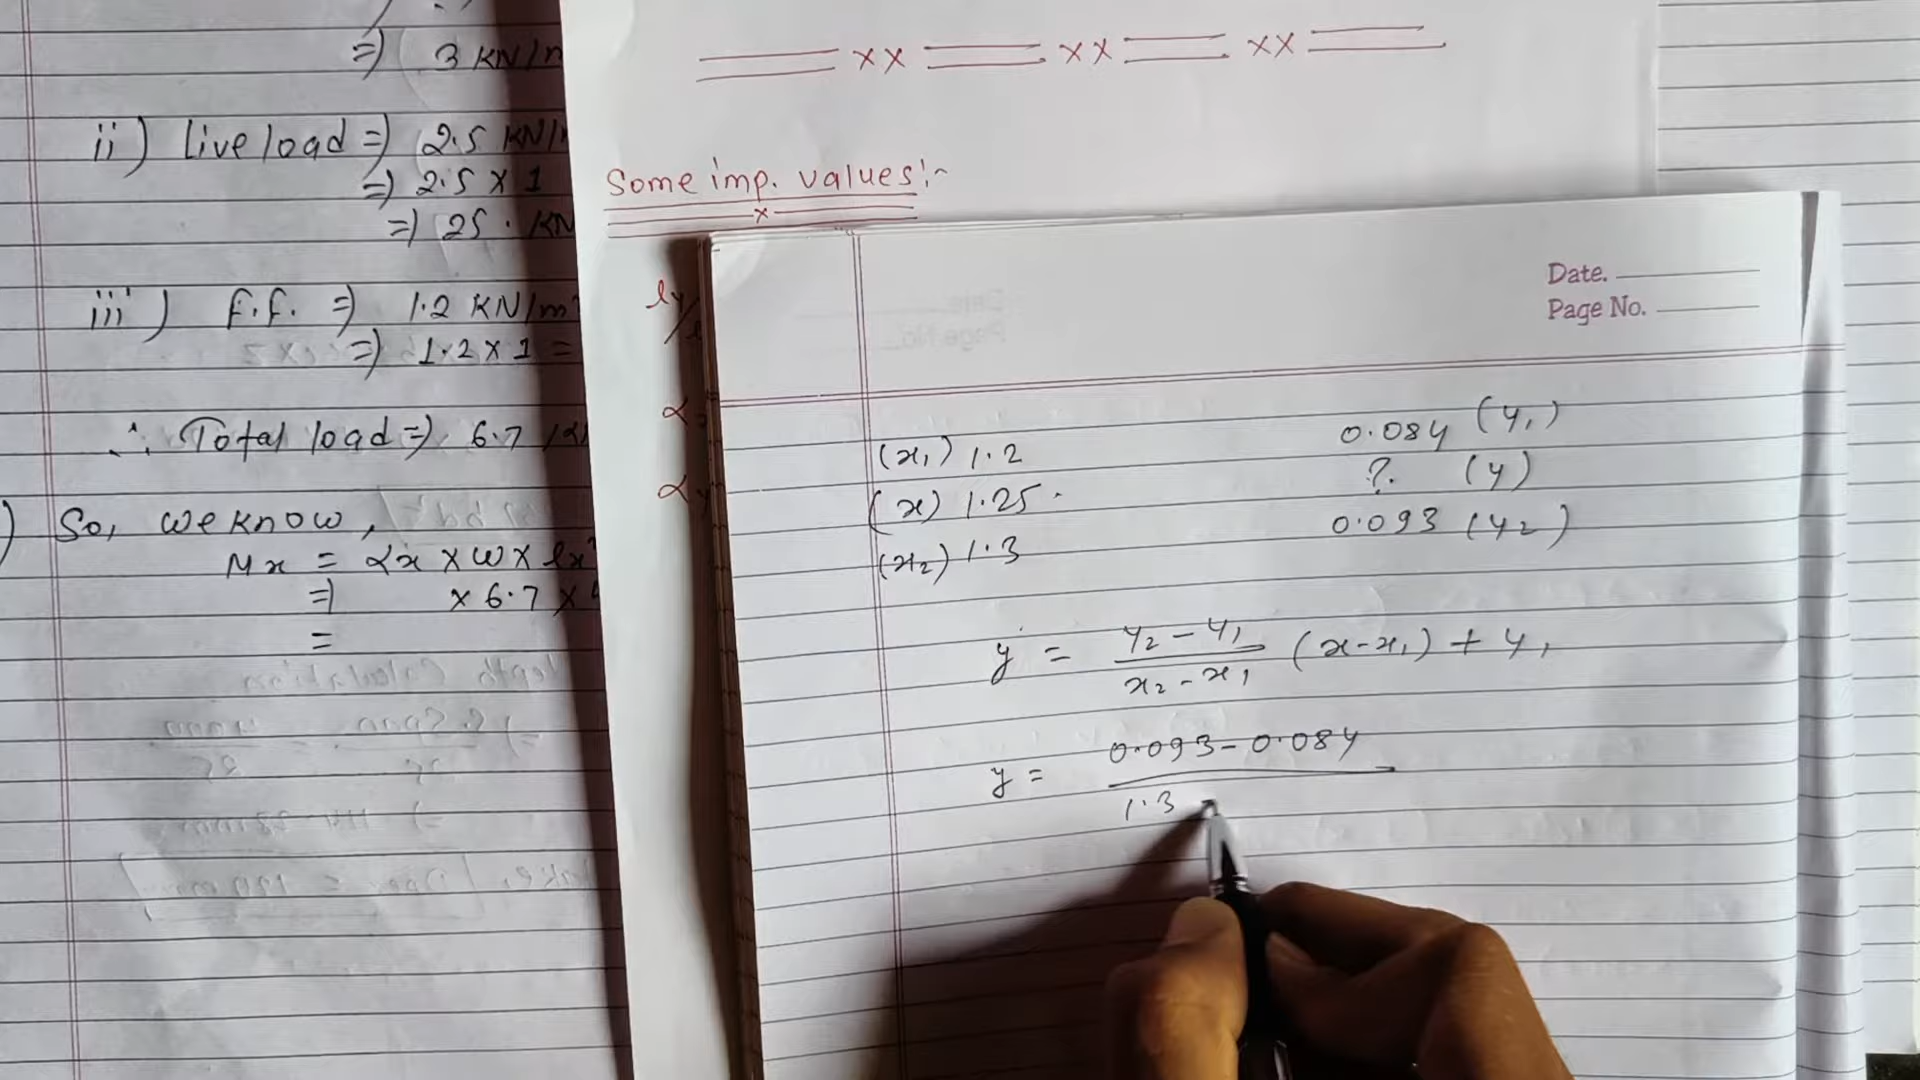 =) 3 KN/m
ii) Live load =) 2.5 KN/
=) 2.5 x 1
=) 25 . KN
iii) F.F. =) 1.2 KN/m
=) 1.2 x 1 =
∴ Total load =) 6.7
) So, we know,
Mx = αx x w x lx²
=) x 6.7 x
=
xx xx xx
Some imp. values:-
x
ly/
α
α
Date.
Page No.
(x₁) 1.2 0.084 (y₁)
(x) 1.25. ?. (y)
(x₂) 1.3 0.093 (y₂)
y = y₂ - y₁ / x₂ - x₁ (x - x₁) + y₁
y = 0.093 - 0.084 / 1.3